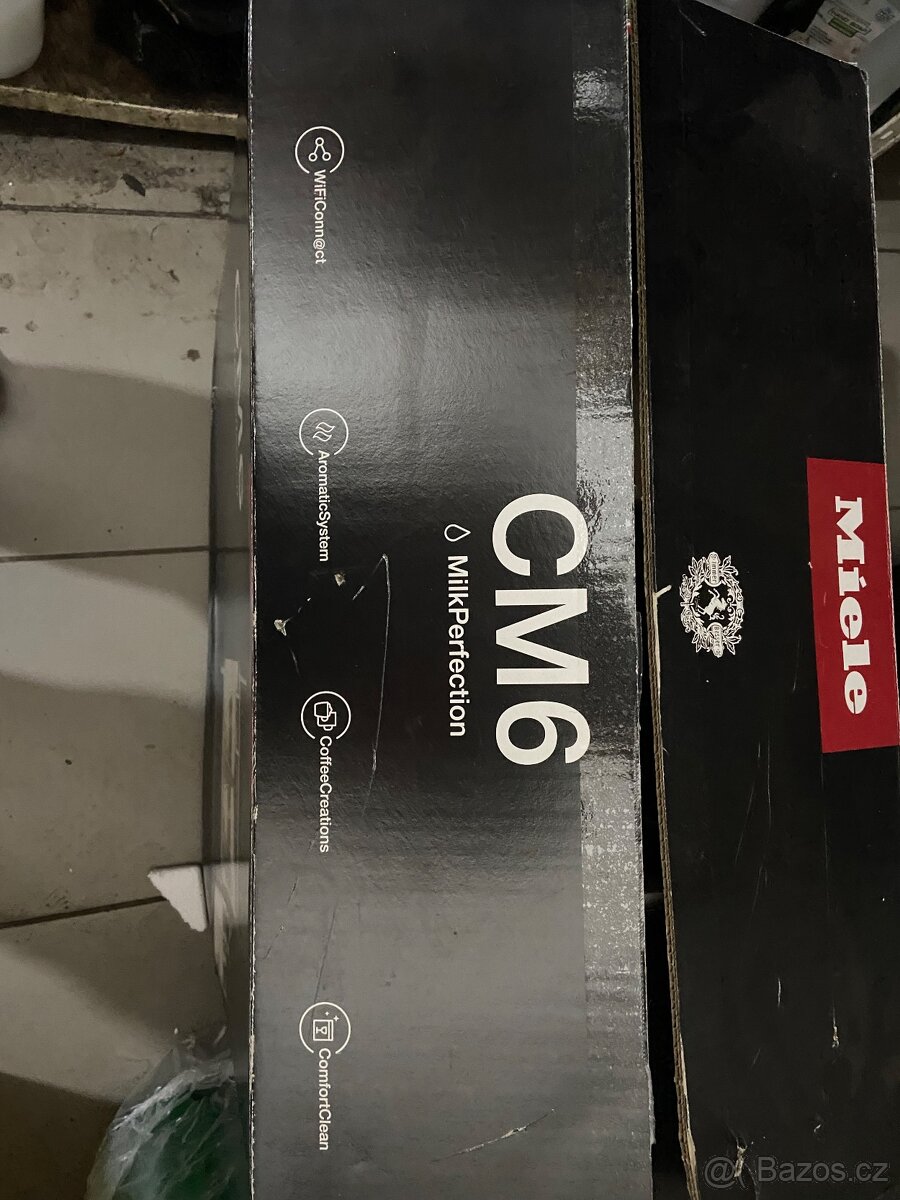 Miele
CM6
MilkPerfection
WiFiConn@ct
AromaticSystem
CoffeeCreations
ComfortClean
Bazos.cz